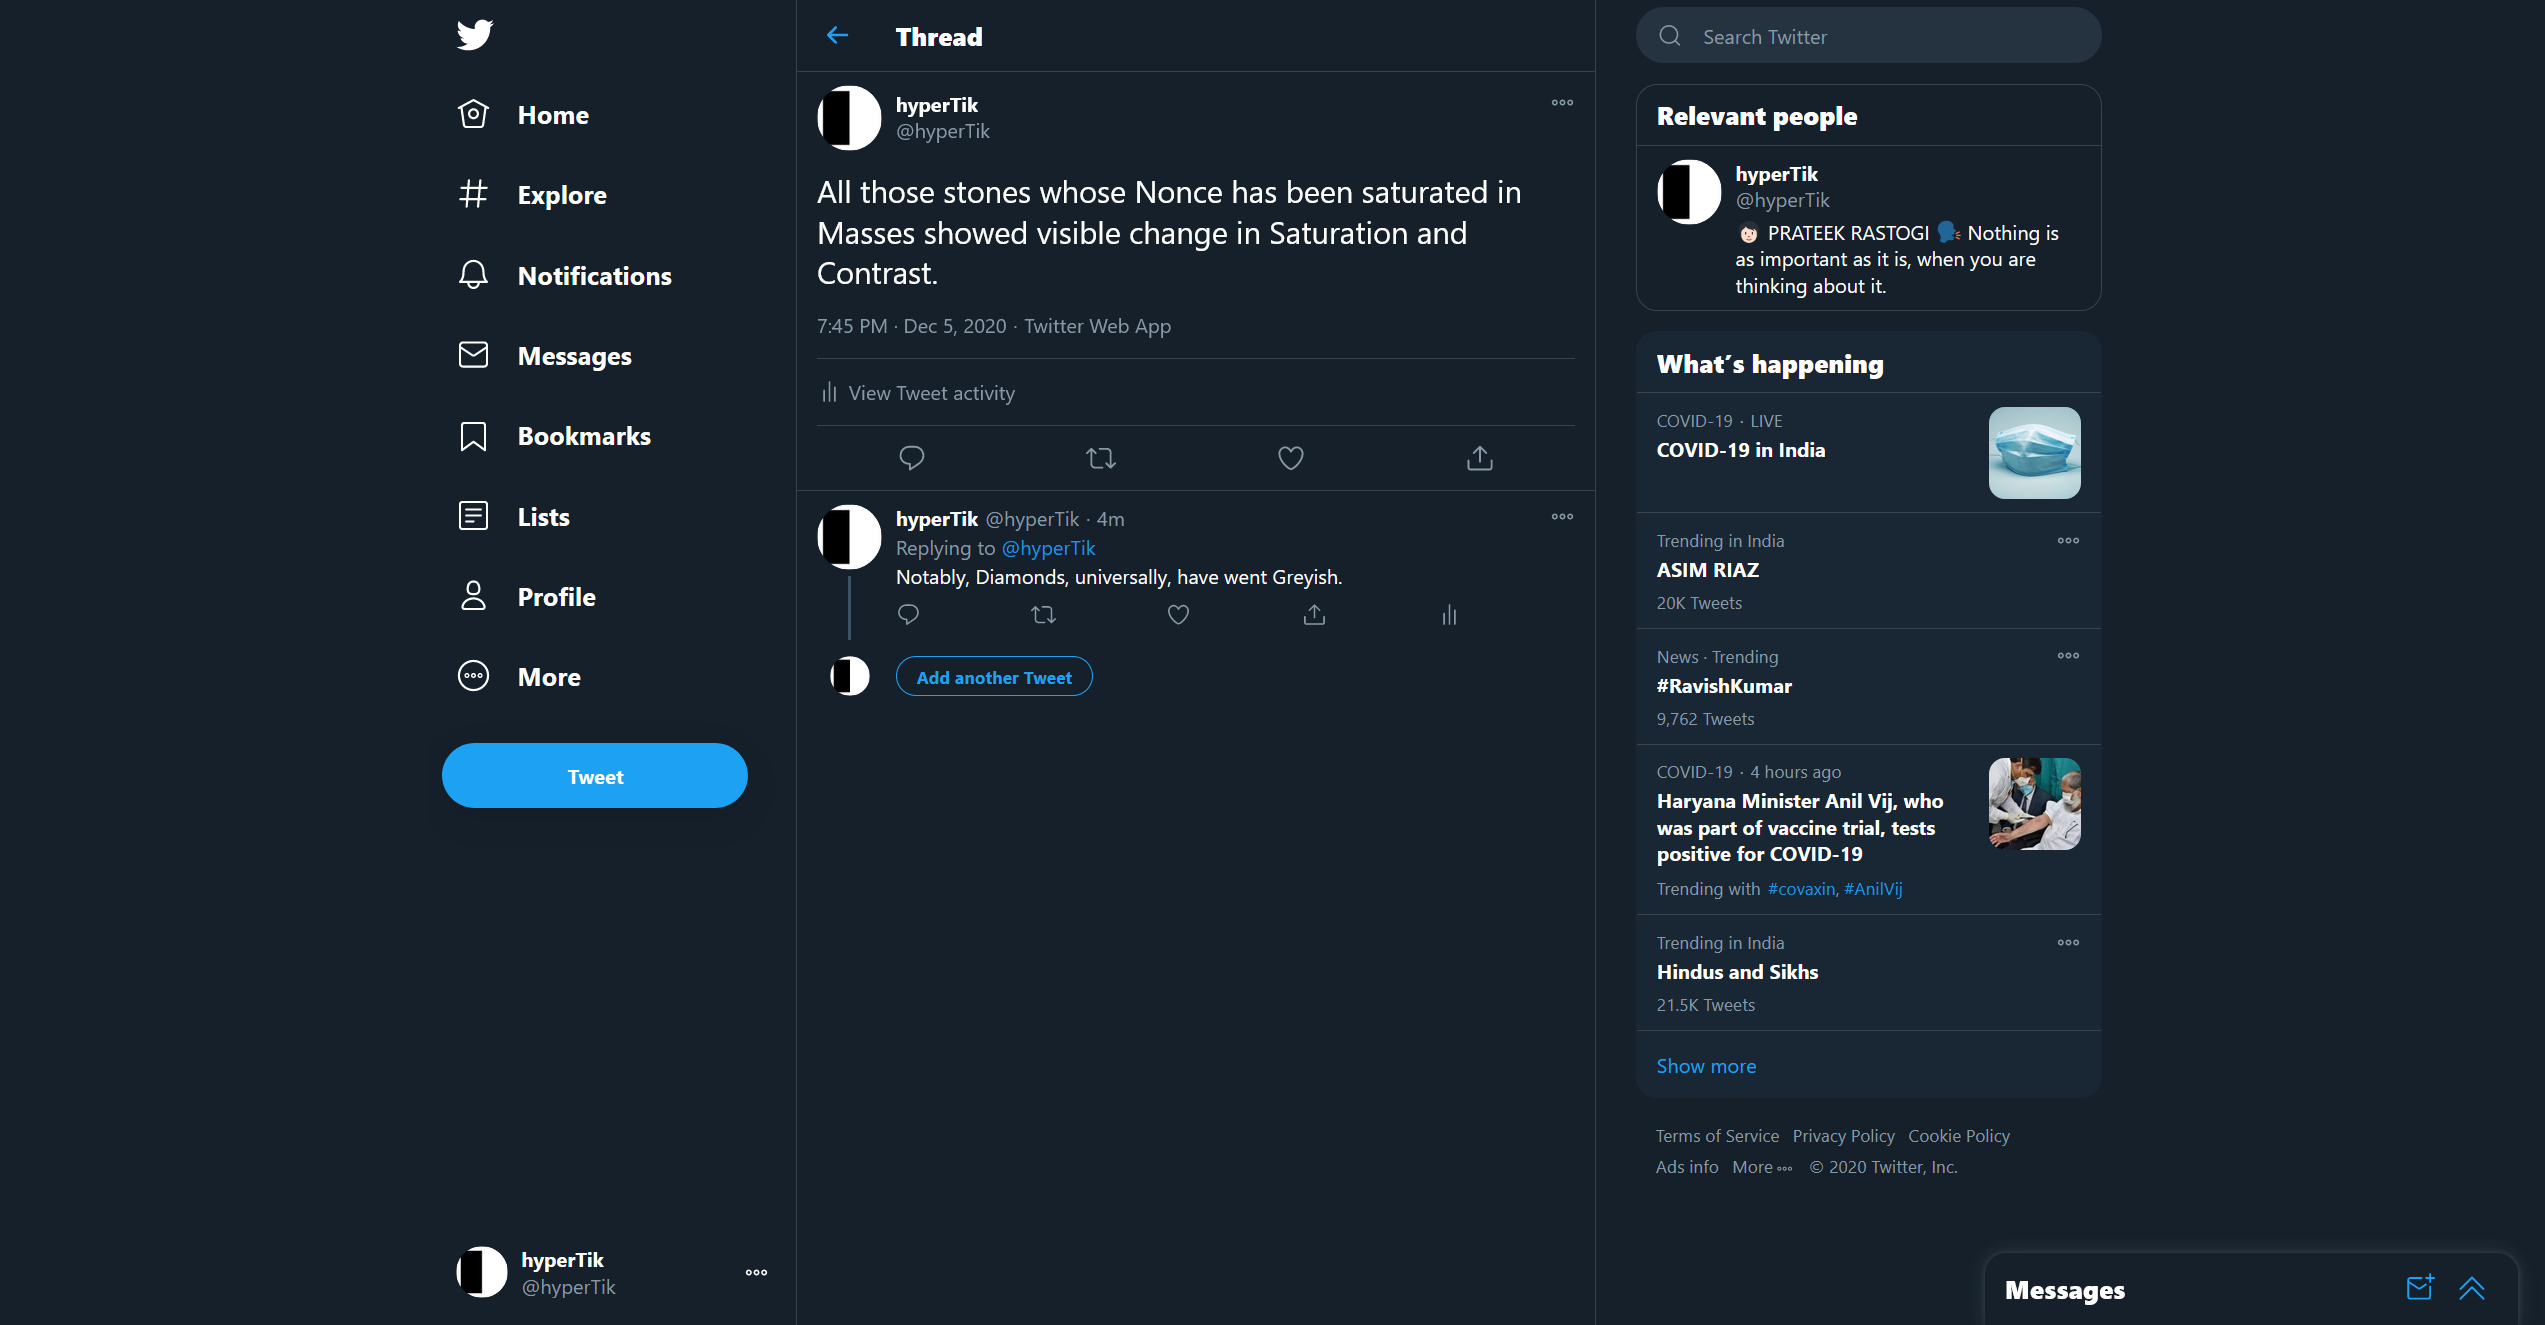 Home
Explore
Notifications
Messages
Bookmarks
Lists
Profile
More
Tweet
hyperTik
@hyperTik
Thread
hyperTik
@hyperTik
All those stones whose Nonce has been saturated in
Masses showed visible change in Saturation and
Contrast.
7:45 PM · Dec 5, 2020 · Twitter Web App
View Tweet activity
hyperTik @hyperTik · 4m
Replying to @hyperTik
Notably, Diamonds, universally, have went Greyish.
Add another Tweet
Search Twitter
Relevant people
hyperTik
@hyperTik
PRATEEK RASTOGI Nothing is
as important as it is, when you are
thinking about it.
What's happening
COVID-19 · LIVE
COVID-19 in India
Trending in India
ASIM RIAZ
20K Tweets
News · Trending
#RavishKumar
9,762 Tweets
COVID-19 · 4 hours ago
Haryana Minister Anil Vij, who
was part of vaccine trial, tests
positive for COVID-19
Trending with #covaxin, #AnilVij
Trending in India
Hindus and Sikhs
21.5K Tweets
Show more
Terms of Service Privacy Policy Cookie Policy
Ads info More © 2020 Twitter, Inc.
Messages